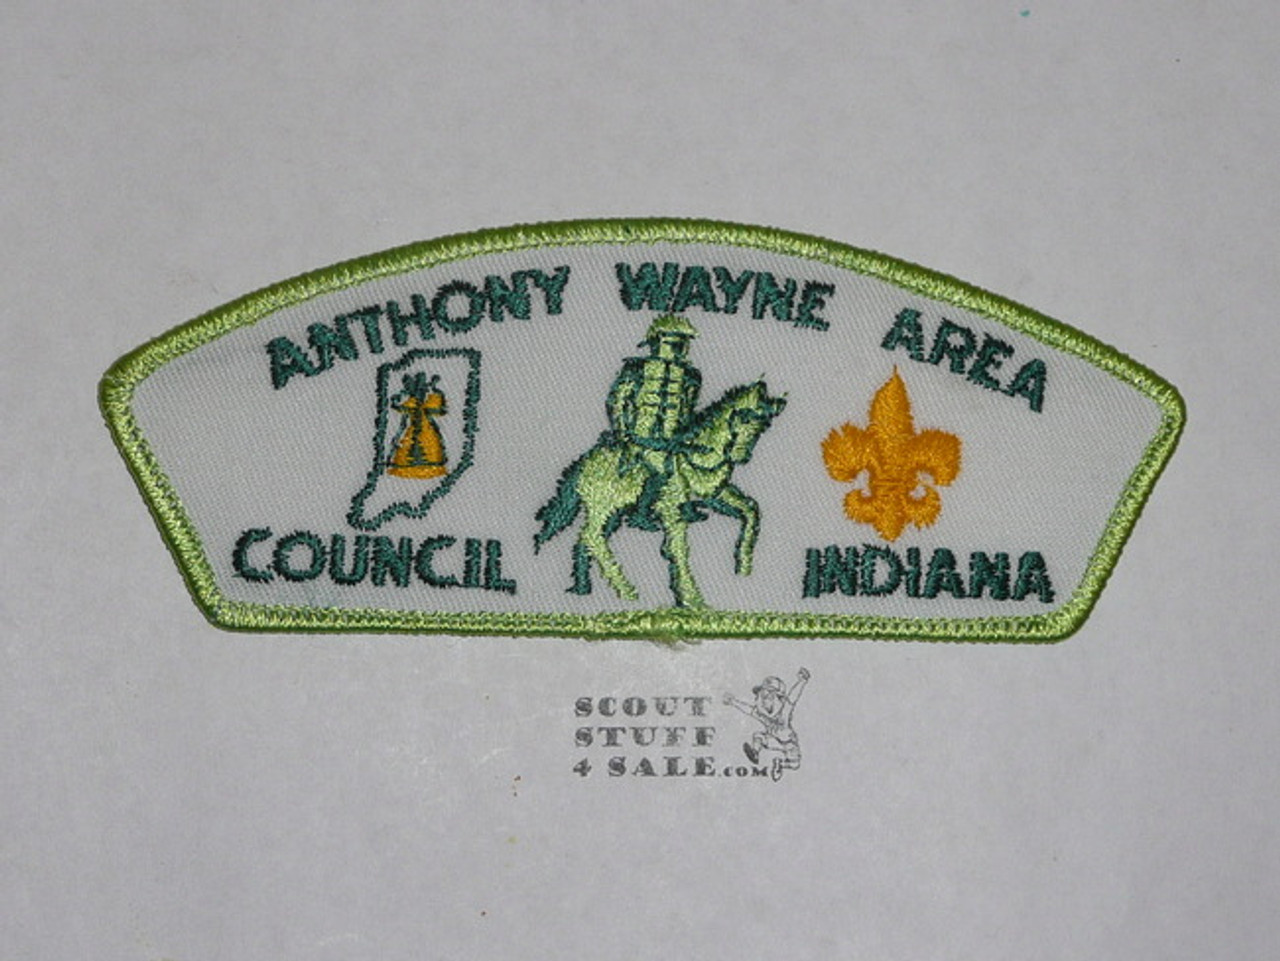 ANTHONY WAYNE AREA
COUNCIL INDIANA
SCOUT
STUFF
4 SALE.COM